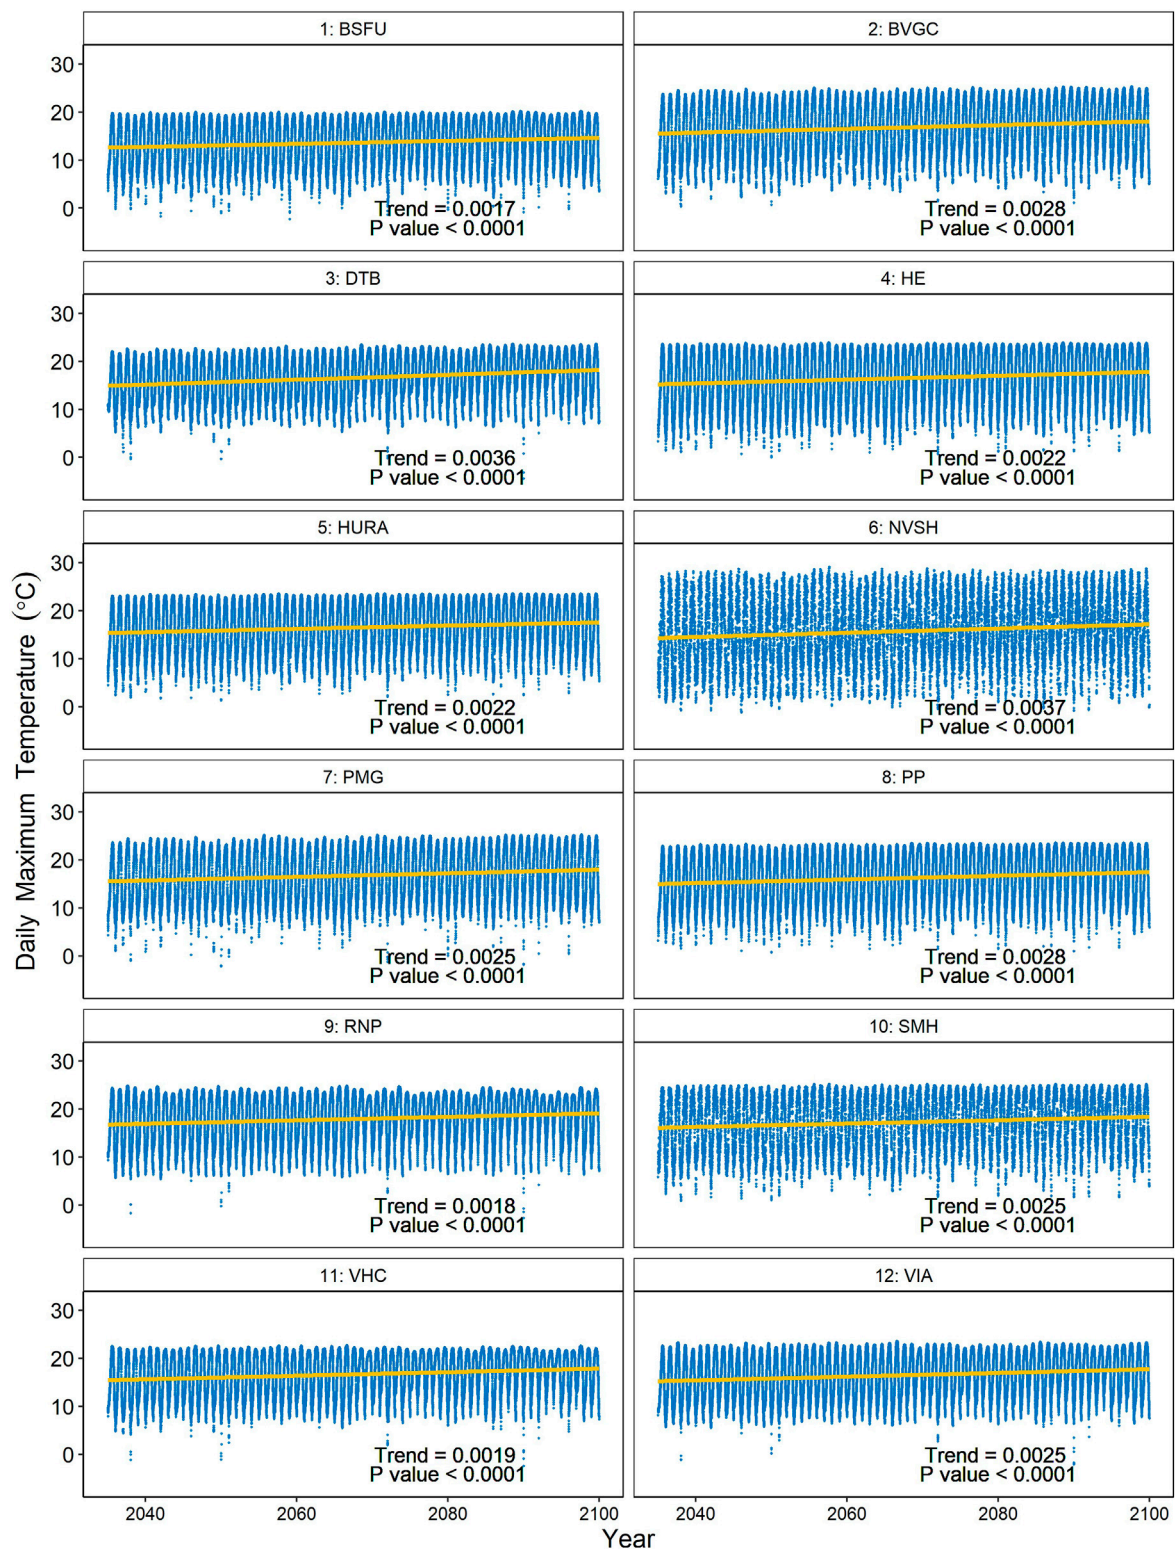 1: BSFU
2: BVGC
30
20
10
0
Trend = 0.0017
P value < 0.0001
Trend = 0.0028
P value < 0.0001
3: DTB
4: HE
30
20
10
0
Trend = 0.0036
P value < 0.0001
Trend = 0.0022
P value < 0.0001
5: HURA
6: NVSH
30
20
10
0
Trend = 0.0022
P value < 0.0001
Trend = 0.0037
P value < 0.0001
Daily Maximum Temperature (°C)
7: PMG
8: PP
30
20
10
0
Trend = 0.0025
P value < 0.0001
Trend = 0.0028
P value < 0.0001
9: RNP
10: SMH
30
20
10
0
Trend = 0.0018
P value < 0.0001
Trend = 0.0025
P value < 0.0001
11: VHC
12: VIA
30
20
10
0
Trend = 0.0019
P value < 0.0001
Trend = 0.0025
P value < 0.0001
2040 2060 2080 2100
2040 2060 2080 2100
Year